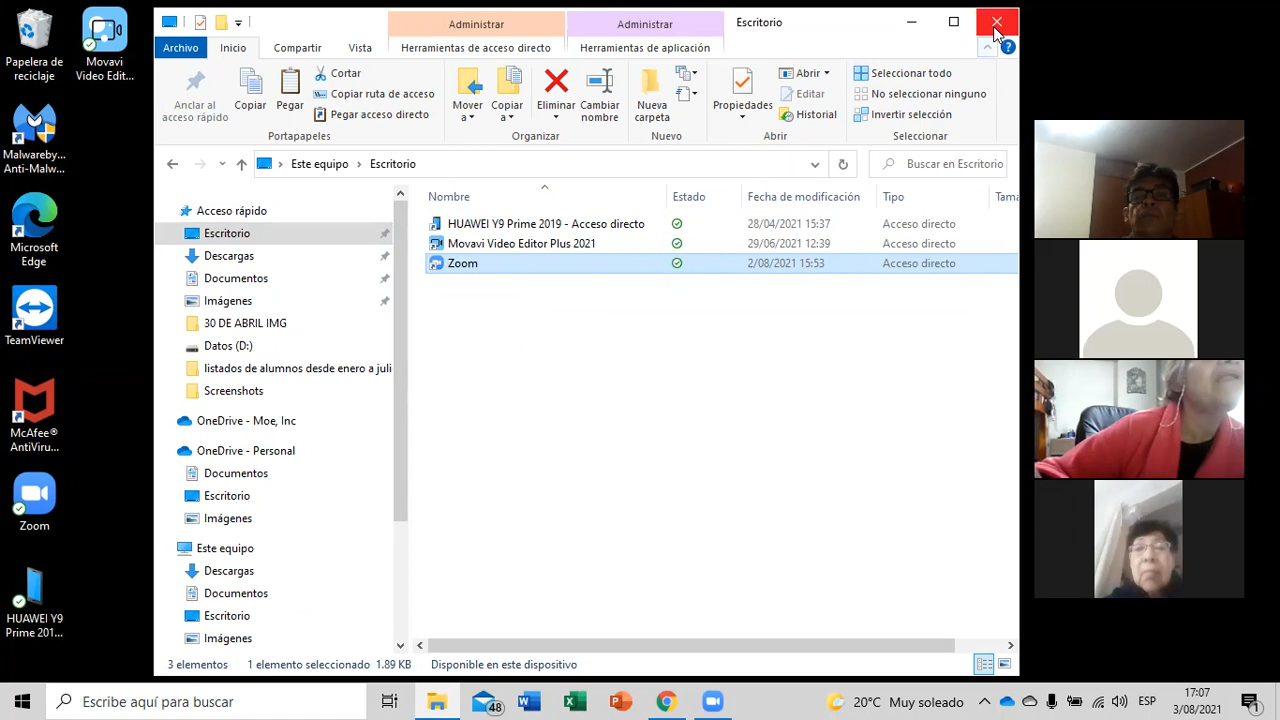 Papelera de
reciclaje
Movavi
Video Edit...
Malwareby...
Anti-Malw...
Microsoft
Edge
TeamViewer
McAfee®
AntiViru...
Zoom
HUAWEI Y9
Prime 201...
Administrar
Administrar
Escritorio
Archivo
Inicio
Compartir
Vista
Herramientas de acceso directo
Herramientas de aplicación
Anclar al
acceso rápido
Copiar
Pegar
Cortar
Copiar ruta de acceso
Pegar acceso directo
Portapapeles
Mover
a
Copiar
a
Eliminar
Cambiar
nombre
Organizar
Nueva
carpeta
Nuevo
Propiedades
Abrir
Editar
Historial
Abrir
Seleccionar todo
No seleccionar ninguno
Invertir selección
Seleccionar
Este equipo > Escritorio
Buscar en Escritorio
Acceso rápido
Escritorio
Descargas
Documentos
Imágenes
30 DE ABRIL IMG
Datos (D:)
listados de alumnos desde enero a juli
Screenshots
OneDrive - Moe, Inc
OneDrive - Personal
Documentos
Escritorio
Imágenes
Este equipo
Descargas
Documentos
Escritorio
Imágenes
Nombre Estado Fecha de modificación Tipo Tama
HUAWEI Y9 Prime 2019 - Acceso directo 28/04/2021 15:37 Acceso directo
Movavi Video Editor Plus 2021 29/06/2021 12:39 Acceso directo
Zoom 2/08/2021 15:53 Acceso directo
3 elementos 1 elemento seleccionado 1.89 KB Disponible en este dispositivo
Escribe aquí para buscar
48
20°C Muy soleado
ESP
17:07
3/08/2021
1